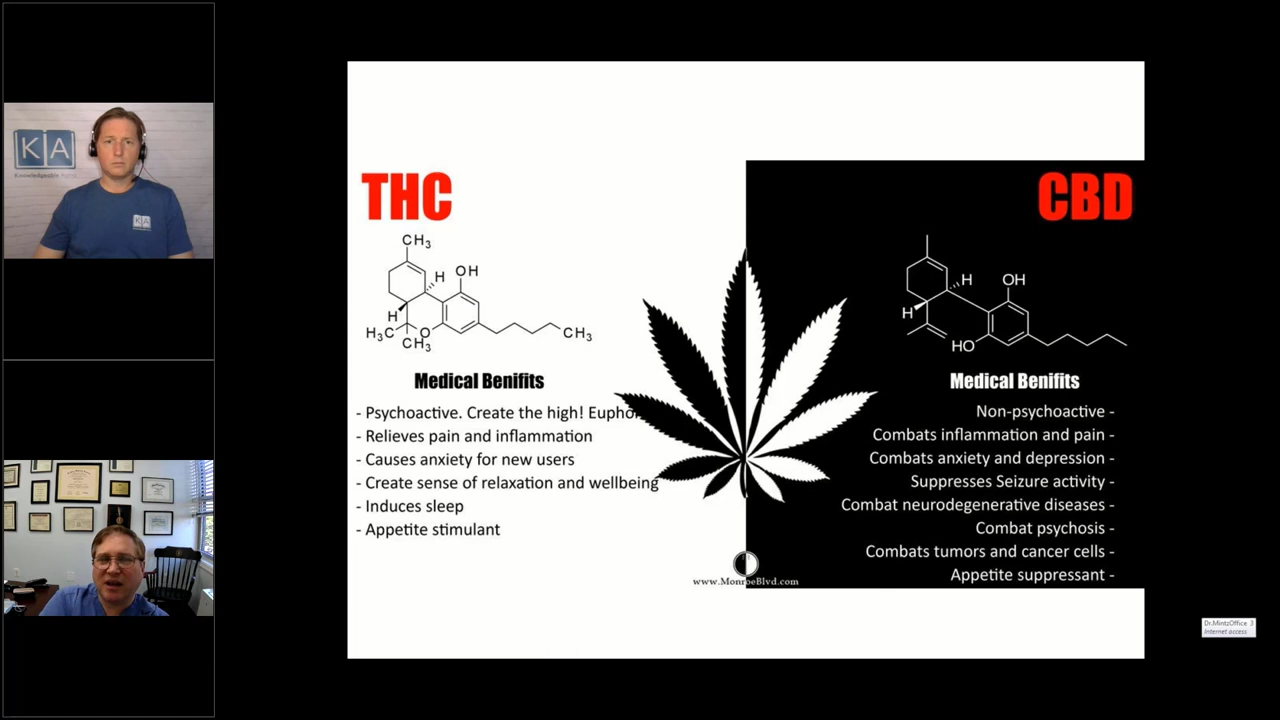 K A
Knowledgeable Aging
KA
THC
CH3
H
OH
H
H3C
O
CH3
CH3
Medical Benifits
- Psychoactive. Create the high! Eupho
- Relieves pain and inflammation
- Causes anxiety for new users
- Create sense of relaxation and wellbeing
- Induces sleep
- Appetite stimulant
CBD
H
OH
H
HO
Medical Benifits
Non-psychoactive -
Combats inflammation and pain -
Combats anxiety and depression -
Suppresses Seizure activity -
Combat neurodegenerative diseases -
Combat psychosis -
Combats tumors and cancer cells -
Appetite suppressant -
www.MonroeBlvd.com
Dr.MintzOffice 3
Internet access